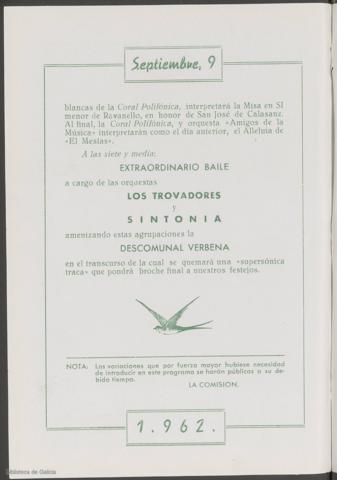 Septiembre, 9
blancas de la Coral Polifónica, interpretará la Misa en SI
menor de Ravanello, en honor de San José de Calasanz.
Al final, la Coral Polifónica, y orquesta «Amigos de la
Música» interpretarán como el día anterior, el Alleluia de
«El Mesías».
A las siete y media:
EXTRAORDINARIO BAILE
a cargo de las orquestas
LOS TROVADORES
y
SINTONIA
amenizando estas agrupaciones la
DESCOMUNAL VERBENA
en el transcurso de la cual se quemará una «supersónica
traca» que pondrá broche final a nuestros festejos.
NOTA: Las variaciones que por fuerza mayor hubiese necesidad
de introducir en este programa se harán públicas a su de-
bido tiempo.
LA COMISION.
1.962.
Biblioteca de Galicia